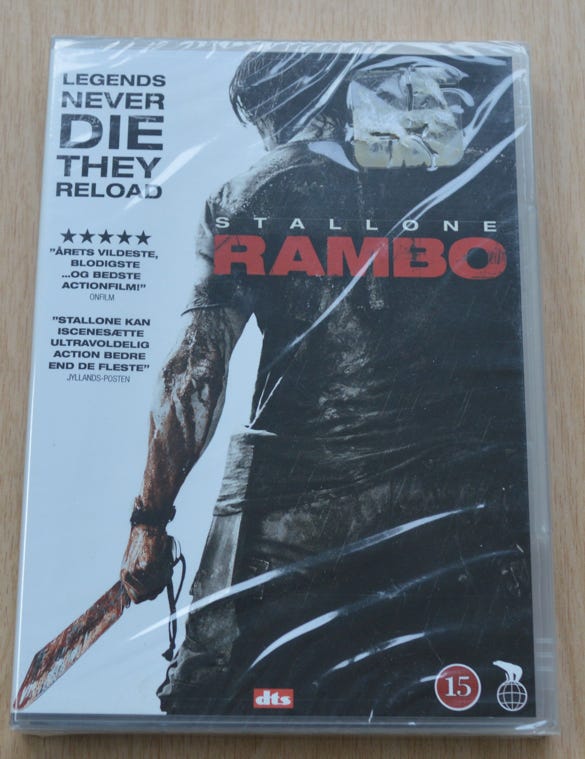 LEGENDS
NEVER
DIE
THEY
RELOAD
"ÅRETS VILDESTE,
BLODIGSTE
...OG BEDSTE
ACTIONFILM!"
ONFILM
"STALLONE KAN
ISCENESÆTTE
ULTRAVOLDELIG
ACTION BEDRE
END DE FLESTE"
JYLLANDS-POSTEN
STALLONE
RAMBO
dts
15